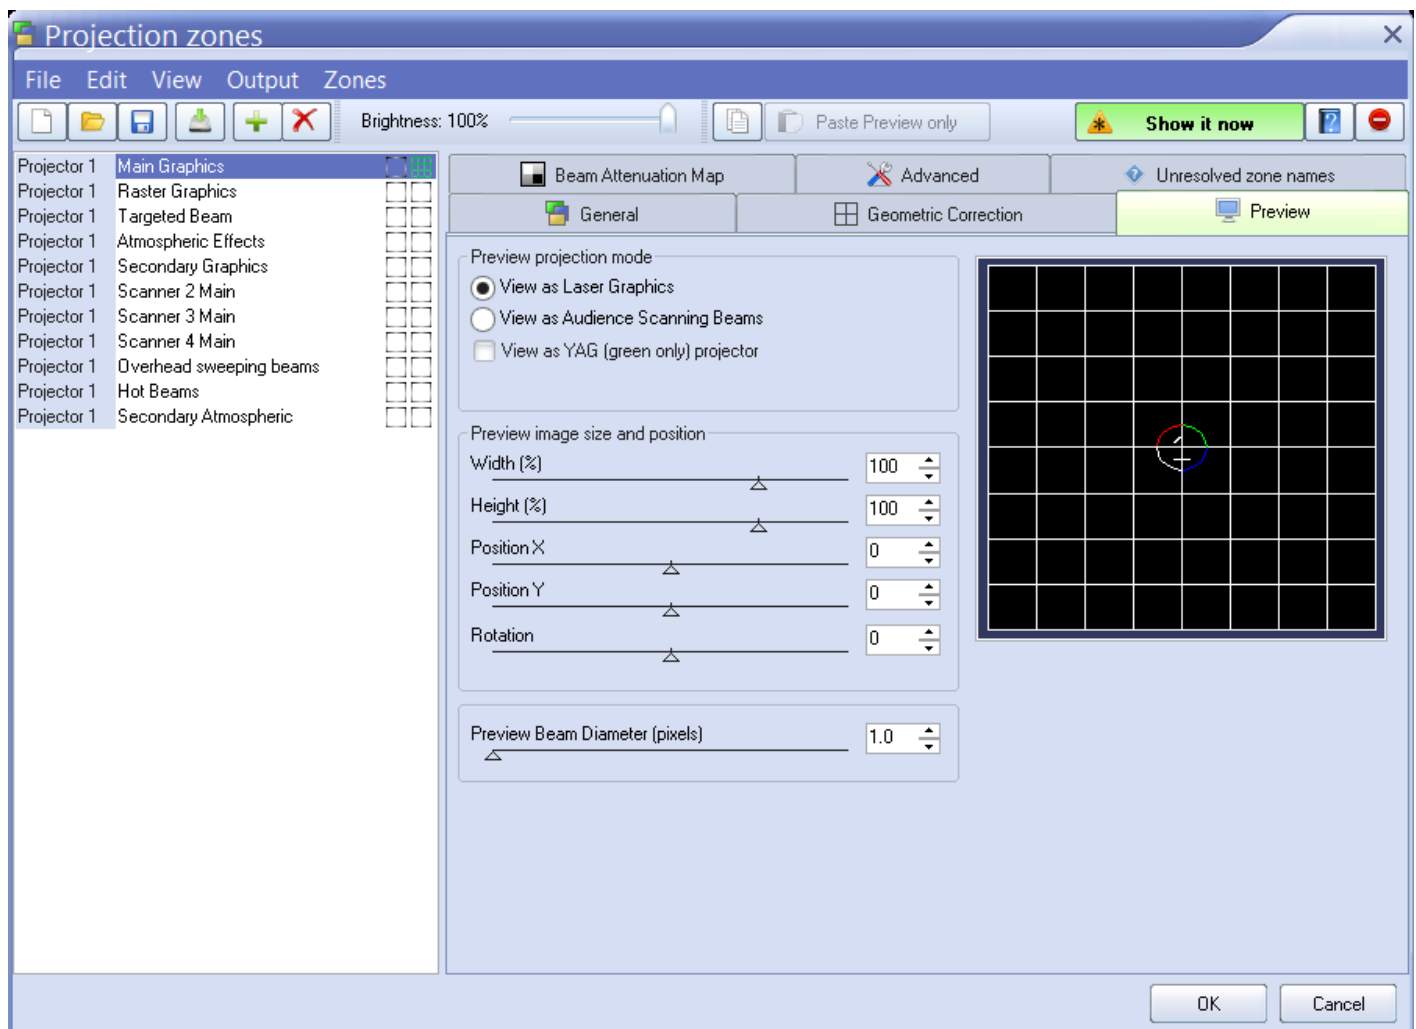 Projection zones
File Edit View Output Zones
Brightness: 100%
Paste Preview only
Show it now
Projector 1 Main Graphics
Projector 1 Raster Graphics
Projector 1 Targeted Beam
Projector 1 Atmospheric Effects
Projector 1 Secondary Graphics
Projector 1 Scanner 2 Main
Projector 1 Scanner 3 Main
Projector 1 Scanner 4 Main
Projector 1 Overhead sweeping beams
Projector 1 Hot Beams
Projector 1 Secondary Atmospheric
Beam Attenuation Map Advanced Unresolved zone names
General Geometric Correction Preview
Preview projection mode
View as Laser Graphics
View as Audience Scanning Beams
View as YAG (green only) projector
Preview image size and position
Width (%) 100
Height (%) 100
Position X 0
Position Y 0
Rotation 0
Preview Beam Diameter (pixels) 1.0
1
OK Cancel